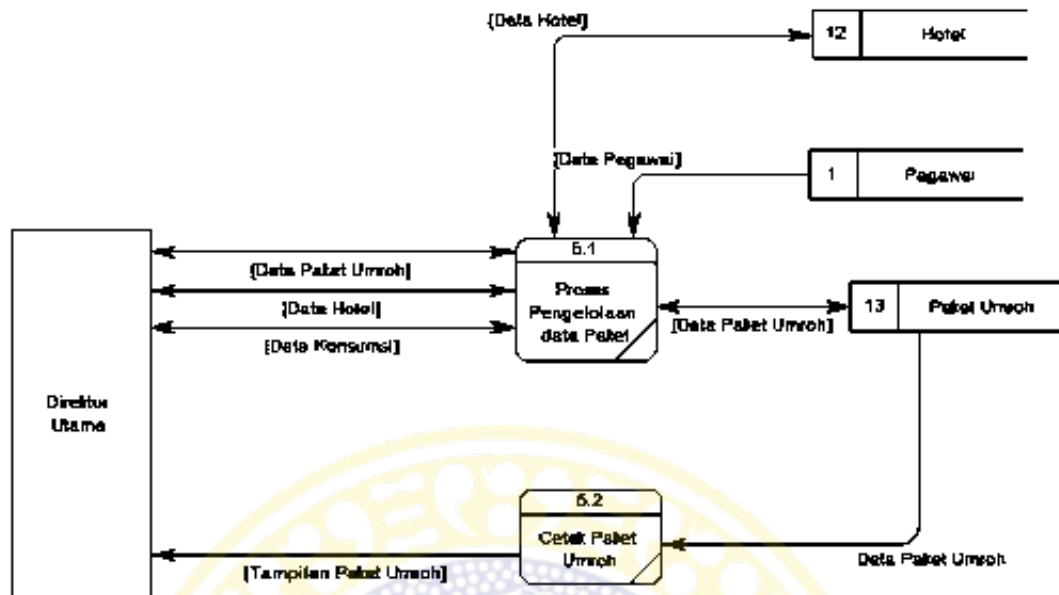 [Data Hotel]
12 Hotel
[Data Pegawai]
1 Pegawai
[Data Paket Umroh]
[Data Hotel]
[Data Konsumsi]
6.1
Proses
Pengelolaan
data Paket
[Data Paket Umroh]
13 Paket Umroh
Direktur
Utama
6.2
Cetak Paket
Umroh
[Tampilan Paket Umroh]
Data Paket Umroh